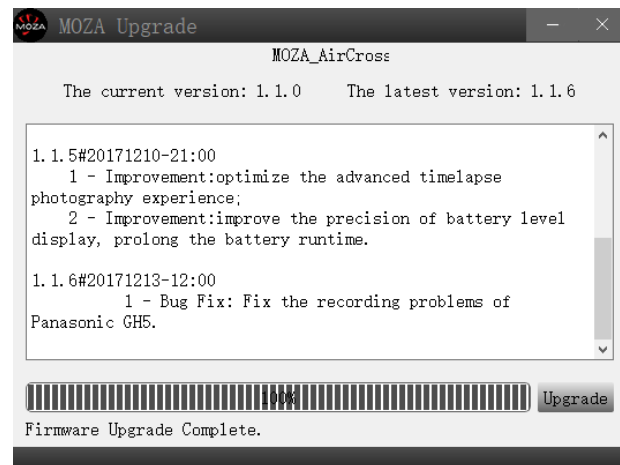 MOZA MOZA Upgrade
MOZA_AirCross
The current version: 1.1.0 The latest version: 1.1.6
1.1.5#20171210-21:00
1 - Improvement:optimize the advanced timelapse
photography experience;
2 - Improvement:improve the precision of battery level
display, prolong the battery runtime.
1.1.6#20171213-12:00
1 - Bug Fix: Fix the recording problems of
Panasonic GH5.
100% Upgrade
Firmware Upgrade Complete.